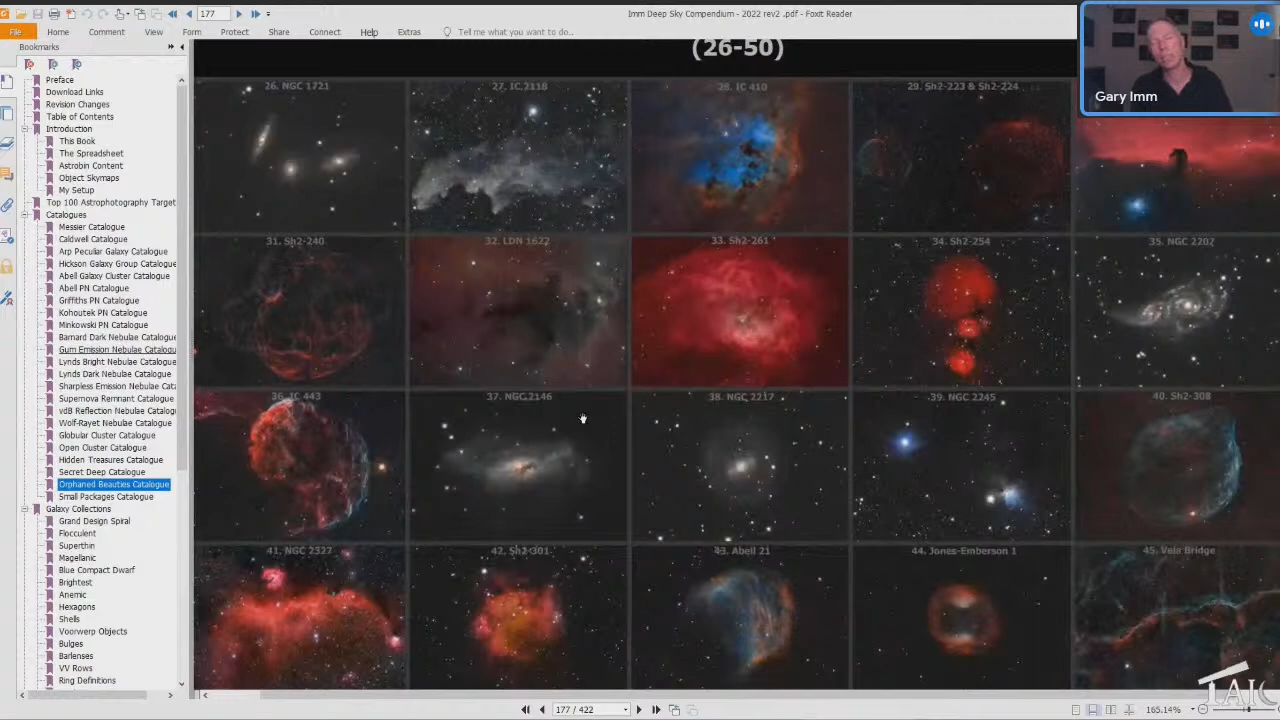 177
Imm Deep Sky Compendium - 2022 rev2 .pdf - Foxit Reader
File Home Comment View Form Protect Share Connect Help Extras Tell me what you want to do..
Bookmarks
Preface
Download Links
Revision Changes
Table of Contents
Introduction
This Book
The Spreadsheet
Astrobin Content
Object Skymaps
My Setup
Top 100 Astrophotography Target
Catalogues
Messier Catalogue
Caldwell Catalogue
Arp Peculiar Galaxy Catalogue
Hickson Galaxy Group Catalogue
Abell Galaxy Cluster Catalogue
Abell PN Catalogue
Griffiths PN Catalogue
Kohoutek PN Catalogue
Minkowski PN Catalogue
Barnard Dark Nebulae Catalogue
Gum Emission Nebulae Catalogu
Lynds Bright Nebulae Catalogue
Lynds Dark Nebulae Catalogue
Sharpless Emission Nebulae Cat
Supernova Remnant Catalogue
vdB Reflection Nebulae Catalogu
Wolf-Rayet Nebulae Catalogue
Globular Cluster Catalogue
Open Cluster Catalogue
Hidden Treasures Catalogue
Secret Deep Catalogue
Orphaned Beauties Catalogue
Small Packages Catalogue
Galaxy Collections
Grand Design Spiral
Flocculent
Superthin
Magellanic
Blue Compact Dwarf
Brightest
Anemic
Hexagons
Shells
Voorwerp Objects
Bulges
Barlenses
VV Rows
Ring Definitions
(26-50)
26. NGC 1721
27. IC 2118
28. IC 410
29. Sh2-223 & Sh2-224
31. Sh2-240
32. LDN 1622
33. Sh2-261
34. Sh2-254
35. NGC 2207
36. IC 443
37. NGC 2146
38. NGC 2217
39. NGC 2245
40. Sh2-308
41. NGC 2327
42. Sh2-301
43. Abell 21
44. Jones-Emberson 1
45. Vela Bridge
Gary Imm
177 / 422
165.14%